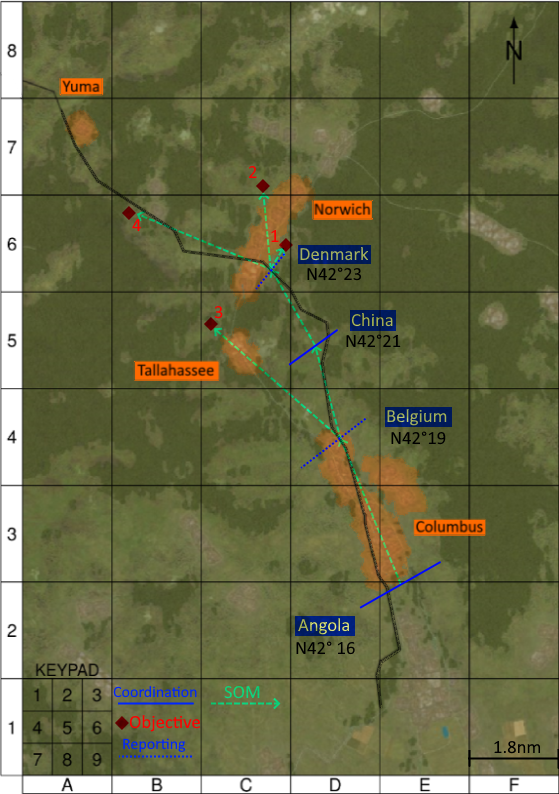 8
N
Yuma
7
2
Norwich
4
6
1
Denmark
N42°23
3
China
5
N42°21
Tallahassee
Belgium
4
N42°19
3
Columbus
2
Angola
N42° 16
KEYPAD
1 2 3
4 5 6
7 8 9
Coordination
SOM
Objective
Reporting
1
1.8nm
A B C D E F